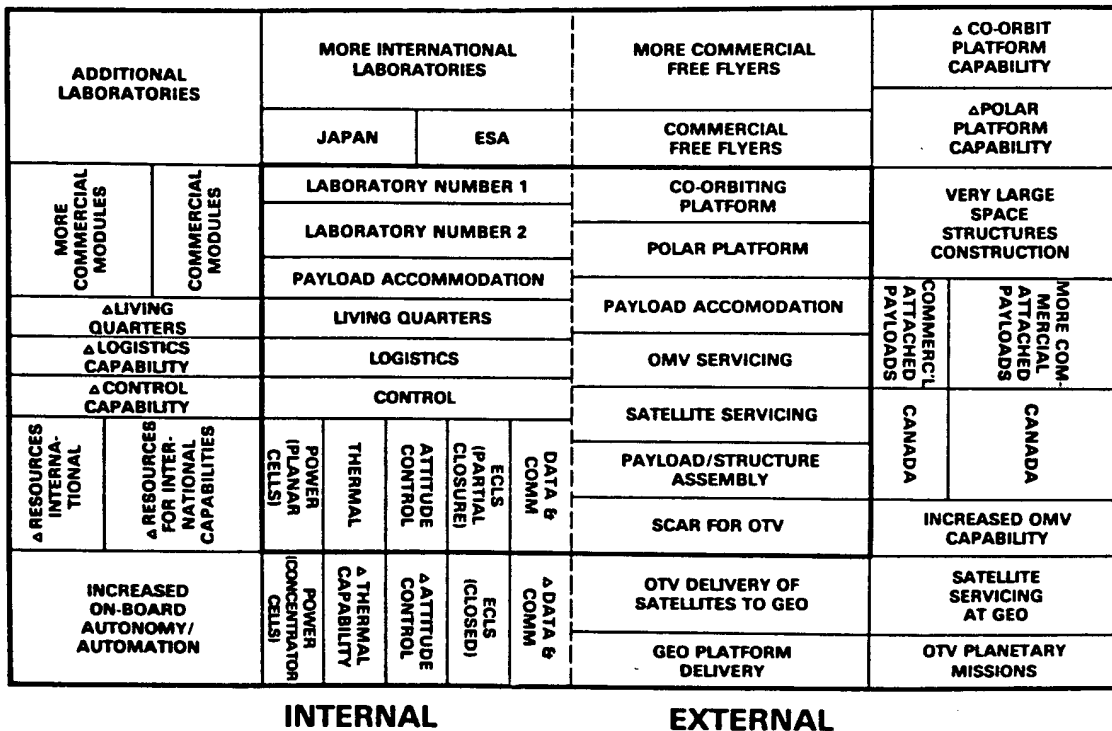 ADDITIONAL
LABORATORIES
MORE INTERNATIONAL
LABORATORIES
JAPAN
ESA
MORE COMMERCIAL
FREE FLYERS
COMMERCIAL
FREE FLYERS
△ CO-ORBIT
PLATFORM
CAPABILITY
△POLAR
PLATFORM
CAPABILITY
MORE
COMMERCIAL
MODULES
COMMERCIAL
MODULES
LABORATORY NUMBER 1
LABORATORY NUMBER 2
PAYLOAD ACCOMMODATION
CO-ORBITING
PLATFORM
POLAR PLATFORM
VERY LARGE
SPACE
STRUCTURES
CONSTRUCTION
△LIVING
QUARTERS
LIVING QUARTERS
△LOGISTICS
CAPABILITY
LOGISTICS
△CONTROL
CAPABILITY
CONTROL
PAYLOAD ACCOMODATION
OMV SERVICING
COMMERC'L
ATTACHED
PAYLOADS
MORE COM-
MERCIAL
ATTACHED
PAYLOADS
△RESOURCES
INTERNA-
TIONAL
△RESOURCES
FOR INTER-
NATIONAL
CAPABILITIES
POWER
(PLANAR
CELLS)
THERMAL
ATTITUDE
CONTROL
ECLS
(PARTIAL
CLOSURE)
DATA &
COMM
SATELLITE SERVICING
PAYLOAD/STRUCTURE
ASSEMBLY
SCAR FOR OTV
CANADA
CANADA
INCREASED OMV
CAPABILITY
INCREASED
ON-BOARD
AUTONOMY/
AUTOMATION
POWER
(CONCENTRATOR
CELLS)
△ THERMAL
CAPABILITY
△ATTITUDE
CONTROL
ECLS
(CLOSED)
△DATA &
COMM
OTV DELIVERY OF
SATELLITES TO GEO
GEO PLATFORM
DELIVERY
SATELLITE
SERVICING
AT GEO
OTV PLANETARY
MISSIONS
INTERNAL
EXTERNAL